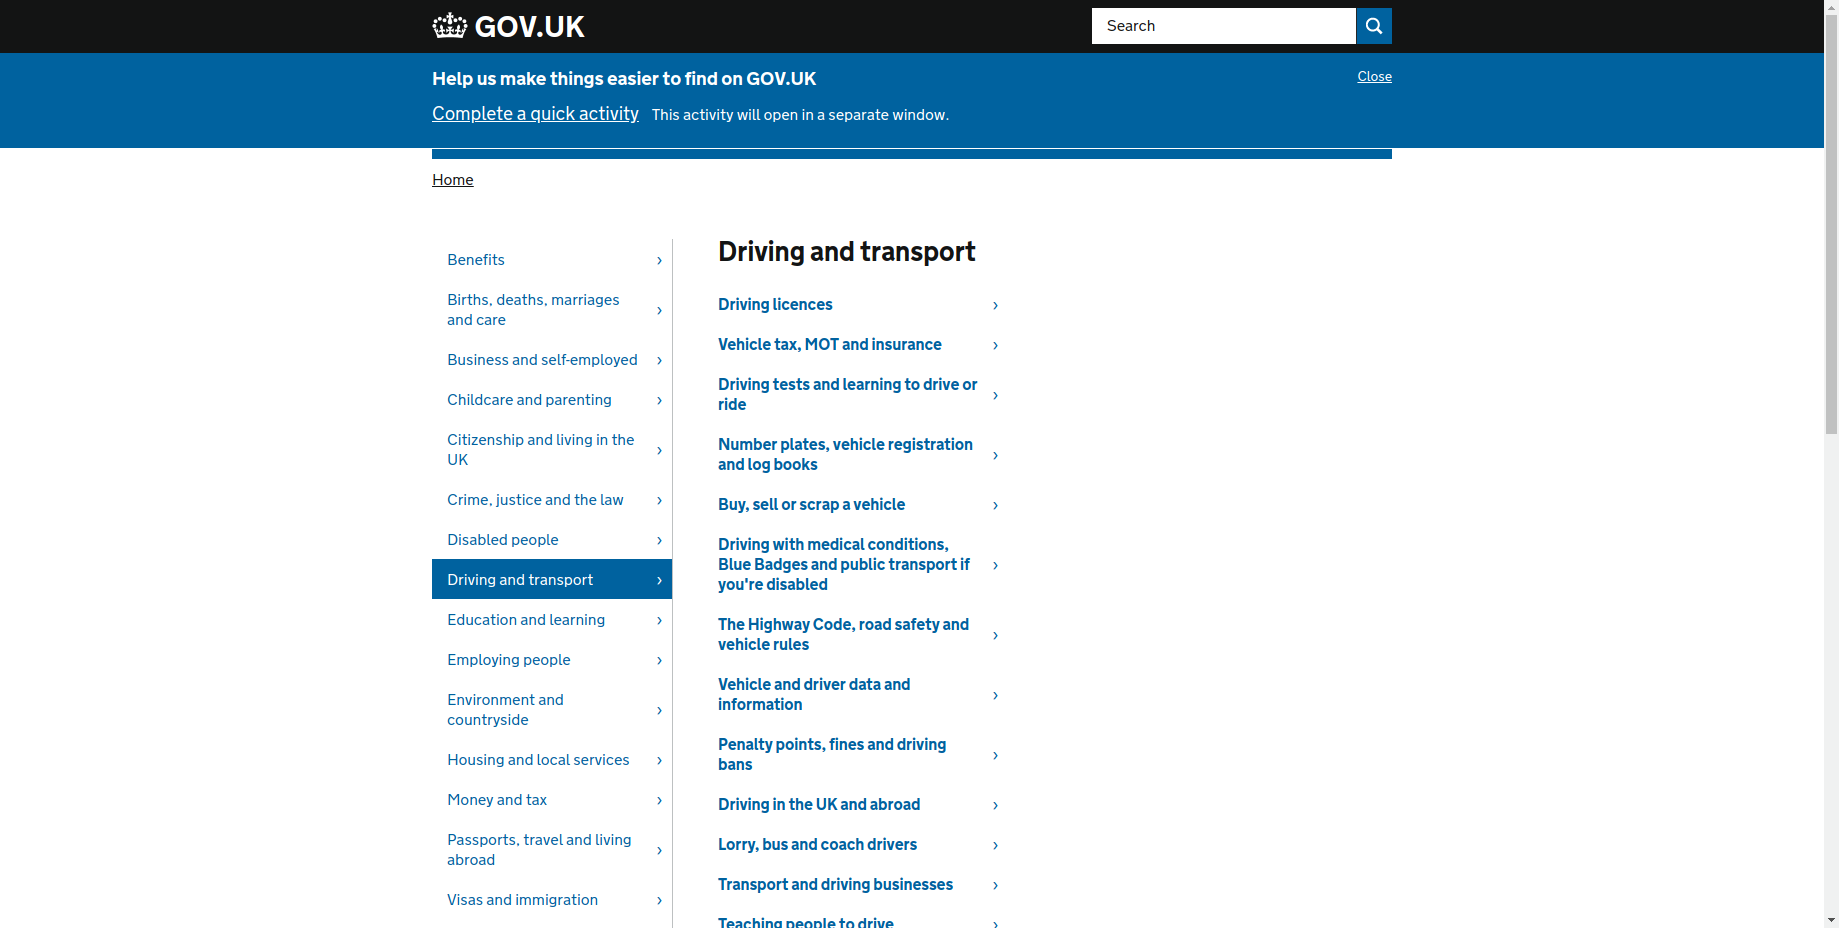 GOV.UK
Search
Help us make things easier to find on GOV.UK
Close
Complete a quick activity This activity will open in a separate window.
Home
Benefits
Births, deaths, marriages
and care
Business and self-employed
Childcare and parenting
Citizenship and living in the
UK
Crime, justice and the law
Disabled people
Driving and transport
Education and learning
Employing people
Environment and
countryside
Housing and local services
Money and tax
Passports, travel and living
abroad
Visas and immigration
Driving and transport
Driving licences
Vehicle tax, MOT and insurance
Driving tests and learning to drive or
ride
Number plates, vehicle registration
and log books
Buy, sell or scrap a vehicle
Driving with medical conditions,
Blue Badges and public transport if
you're disabled
The Highway Code, road safety and
vehicle rules
Vehicle and driver data and
information
Penalty points, fines and driving
bans
Driving in the UK and abroad
Lorry, bus and coach drivers
Transport and driving businesses
Teaching people to drive